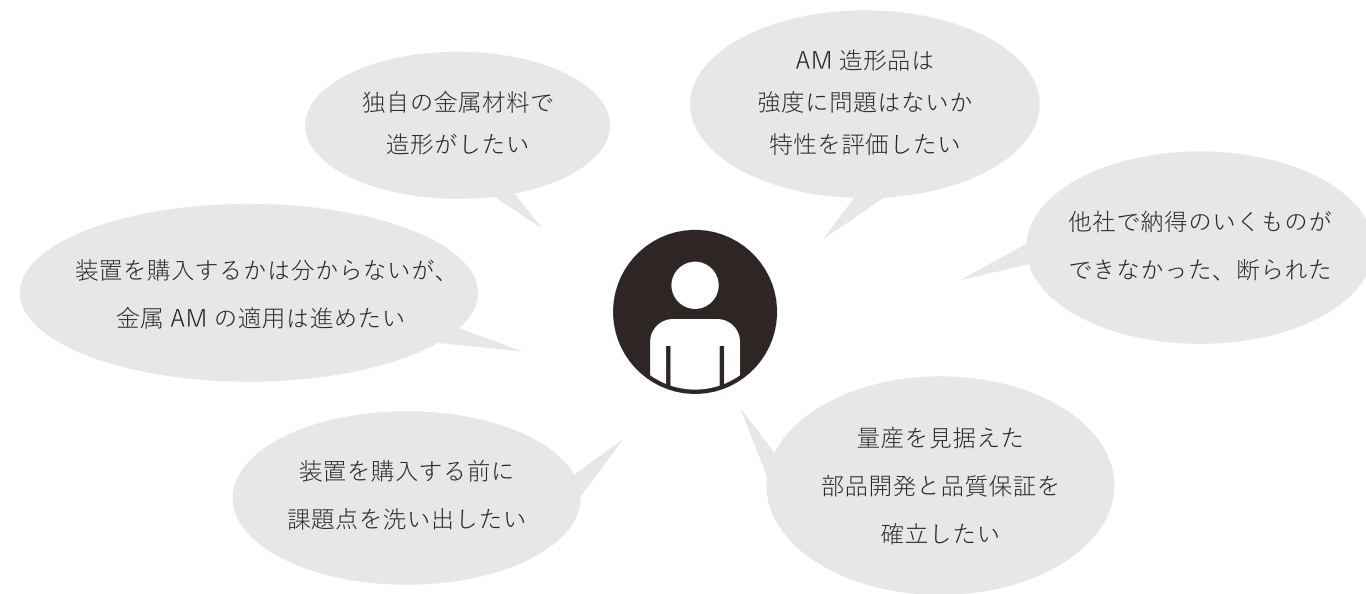 独自の金属材料で
造形がしたい
AM 造形品は
強度に問題はないか
特性を評価したい
装置を購入するかは分からないが、
金属 AM の適用は進めたい
他社で納得のいくものが
できなかった、断られた
装置を購入する前に
課題点を洗い出したい
量産を見据えた
部品開発と品質保証を
確立したい